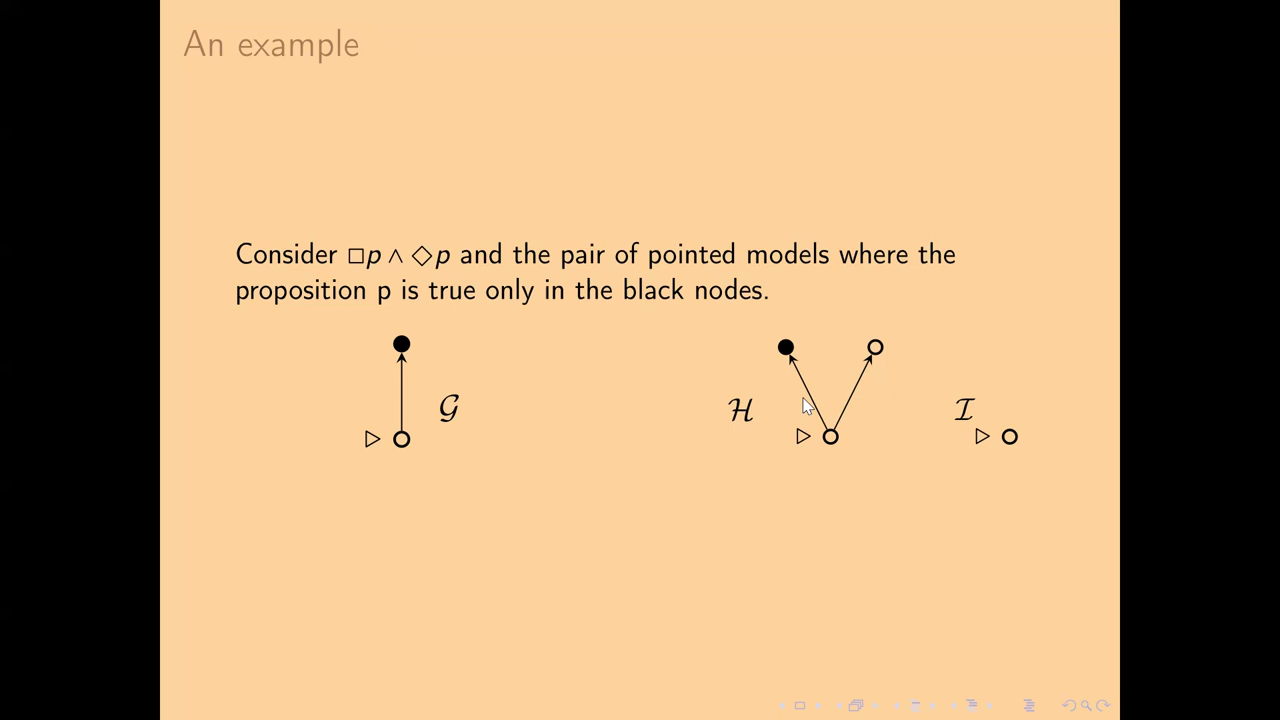 An example
Consider □p ∧ ◇p and the pair of pointed models where the
proposition p is true only in the black nodes.
𝒢
ℋ
ℐ